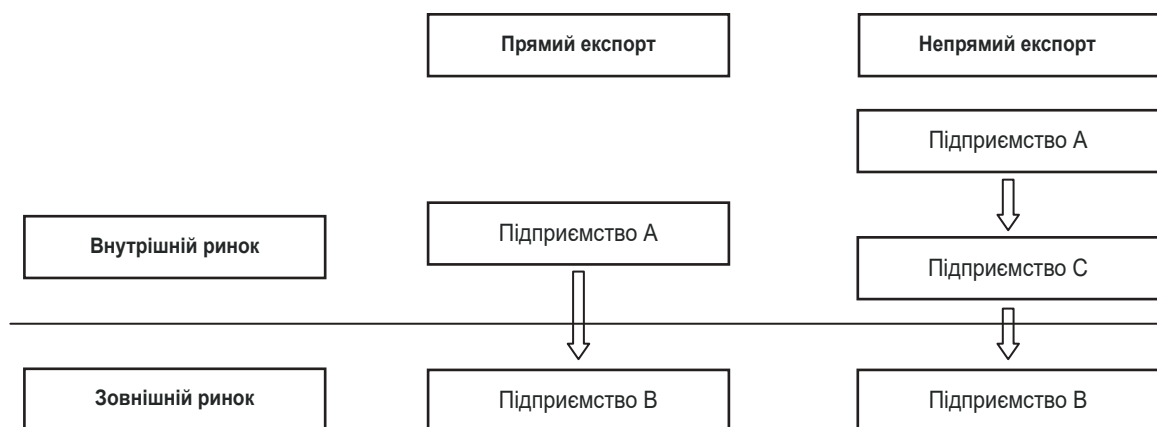 Прямий експорт
Непрямий експорт
Підприємство А
Внутрішній ринок
Підприємство А
Підприємство С
Зовнішній ринок
Підприємство В
Підприємство В